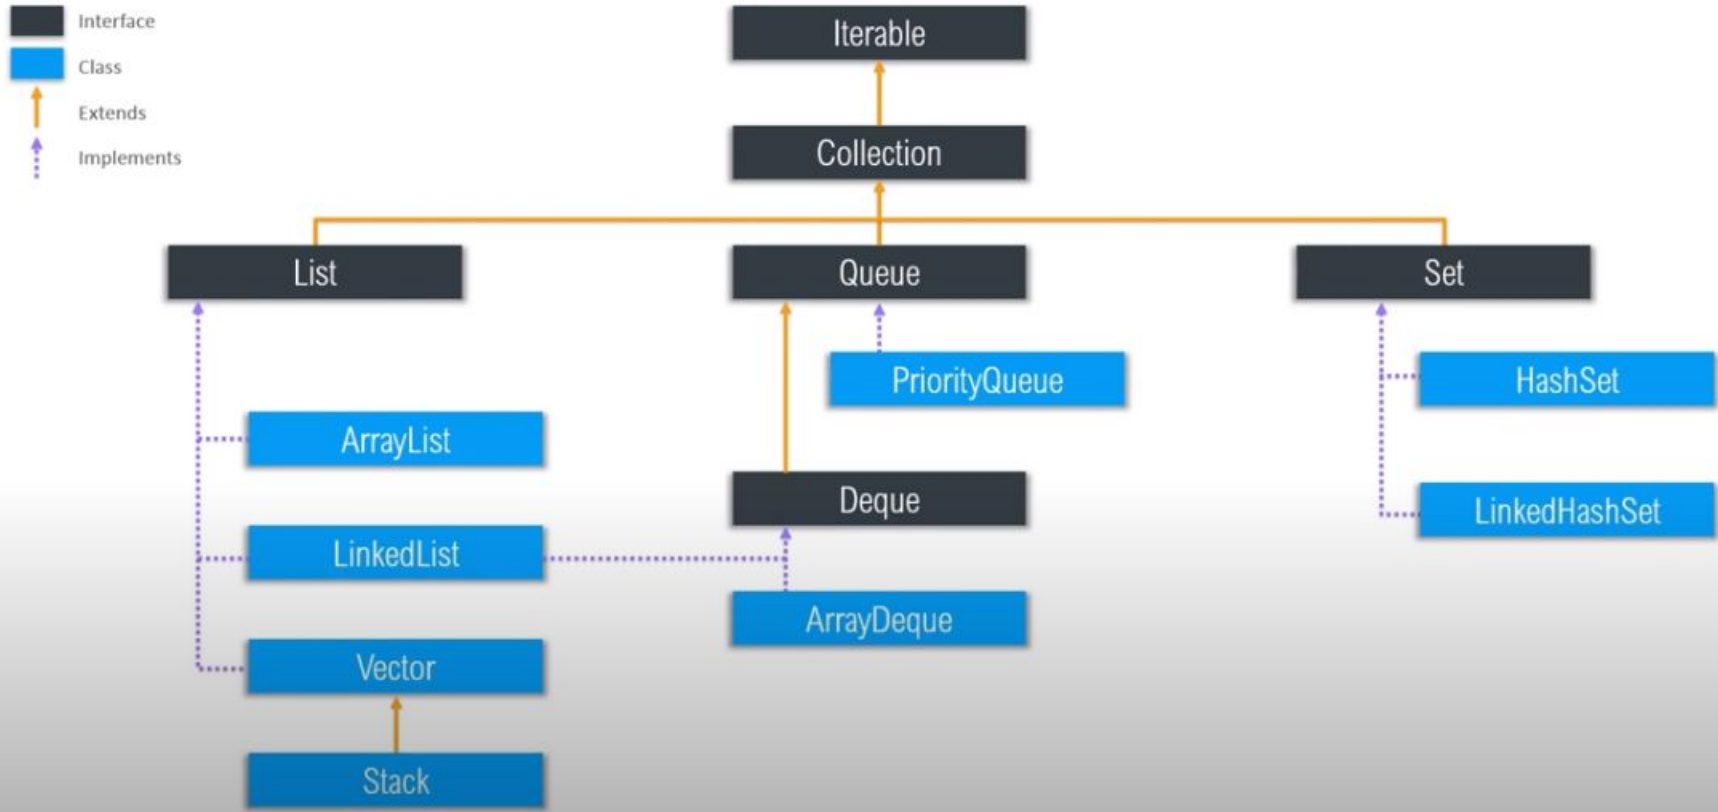 Interface
Class
Extends
Implements
Iterable
Collection
List
Queue
Set
PriorityQueue
HashSet
ArrayList
Deque
LinkedHashSet
LinkedList
ArrayDeque
Vector
Stack